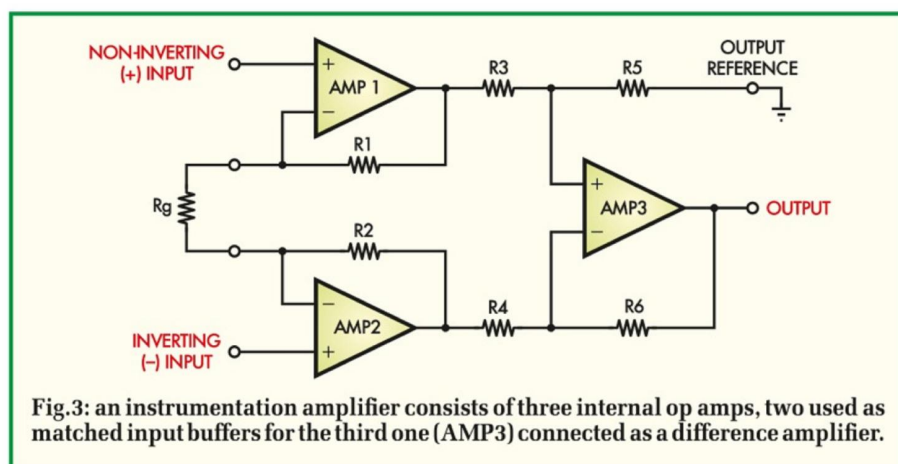 NON-INVERTING
(+) INPUT
+
AMP 1
−
R1
R3
R5
OUTPUT
REFERENCE
Rg
+
AMP3
−
OUTPUT
R2
−
AMP2
+
R4
R6
INVERTING
(−) INPUT
Fig.3: an instrumentation amplifier consists of three internal op amps, two used as
matched input buffers for the third one (AMP3) connected as a difference amplifier.